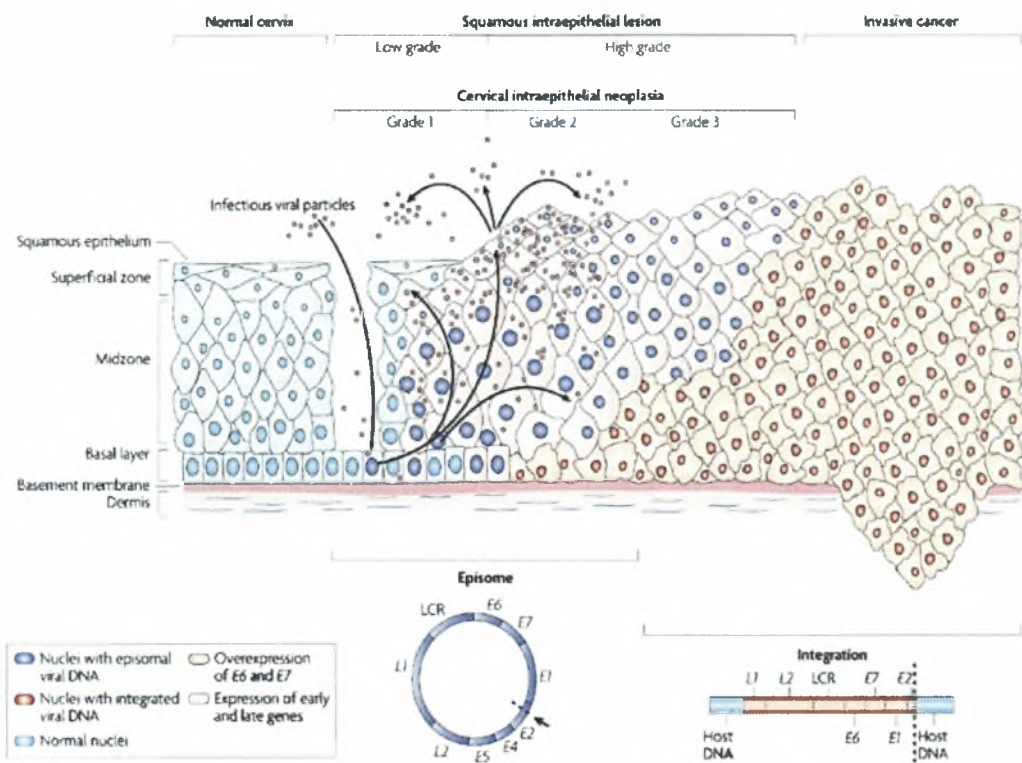 Normal cervix
Squamous intraepithelial lesion
Invasive cancer
Low grade
High grade
Cervical intraepithelial neoplasia
Grade 1
Grade 2
Grade 3
Infectious viral particles
Squamous epithelium
Superficial zone
Midzone
Basal layer
Basement membrane
Dermis
Episome
LCR
E6
E7
L1
E1
E2
E4
E5
L2
Nuclei with episomal
viral DNA
Nuclei with integrated
viral DNA
Normal nuclei
Overexpression
of E6 and E7
Expression of early
and late genes
Integration
L1
L2
LCR
E7
E2
Host
DNA
E6
E1
Host
DNA